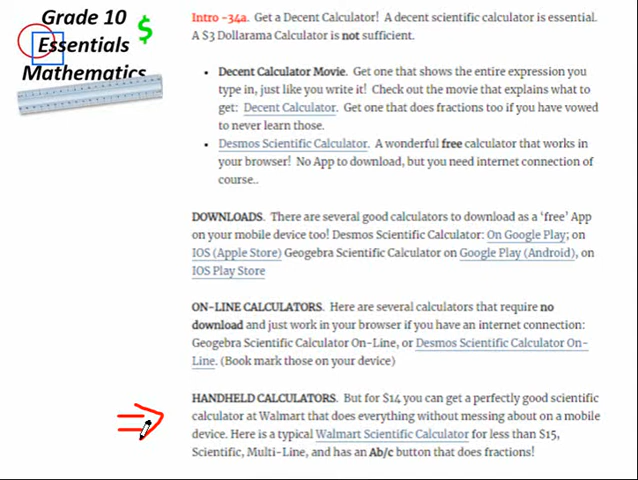 Grade 10
Essentials
Mathematics
$
Intro -34a. Get a Decent Calculator! A decent scientific calculator is essential.
A $3 Dollarama Calculator is not sufficient.
• Decent Calculator Movie. Get one that shows the entire expression you
type in, just like you write it! Check out the movie that explains what to
get: Decent Calculator. Get one that does fractions too if you have vowed
to never learn those.
• Desmos Scientific Calculator. A wonderful free calculator that works in
your browser! No App to download, but you need internet connection of
course..
DOWNLOADS. There are several good calculators to download as a ‘free’ App
on your mobile device too! Desmos Scientific Calculator: On Google Play; on
IOS (Apple Store) Geogebra Scientific Calculator on Google Play (Android), on
IOS Play Store
ON-LINE CALCULATORS. Here are several calculators that require no
download and just work in your browser if you have an internet connection:
Geogebra Scientific Calculator On-Line, or Desmos Scientific Calculator On-
Line. (Book mark those on your device)
HANDHELD CALCULATORS. But for $14 you can get a perfectly good scientific
calculator at Walmart that does everything without messing about on a mobile
device. Here is a typical Walmart Scientific Calculator for less than $15,
Scientific, Multi-Line, and has an Ab/c button that does fractions!